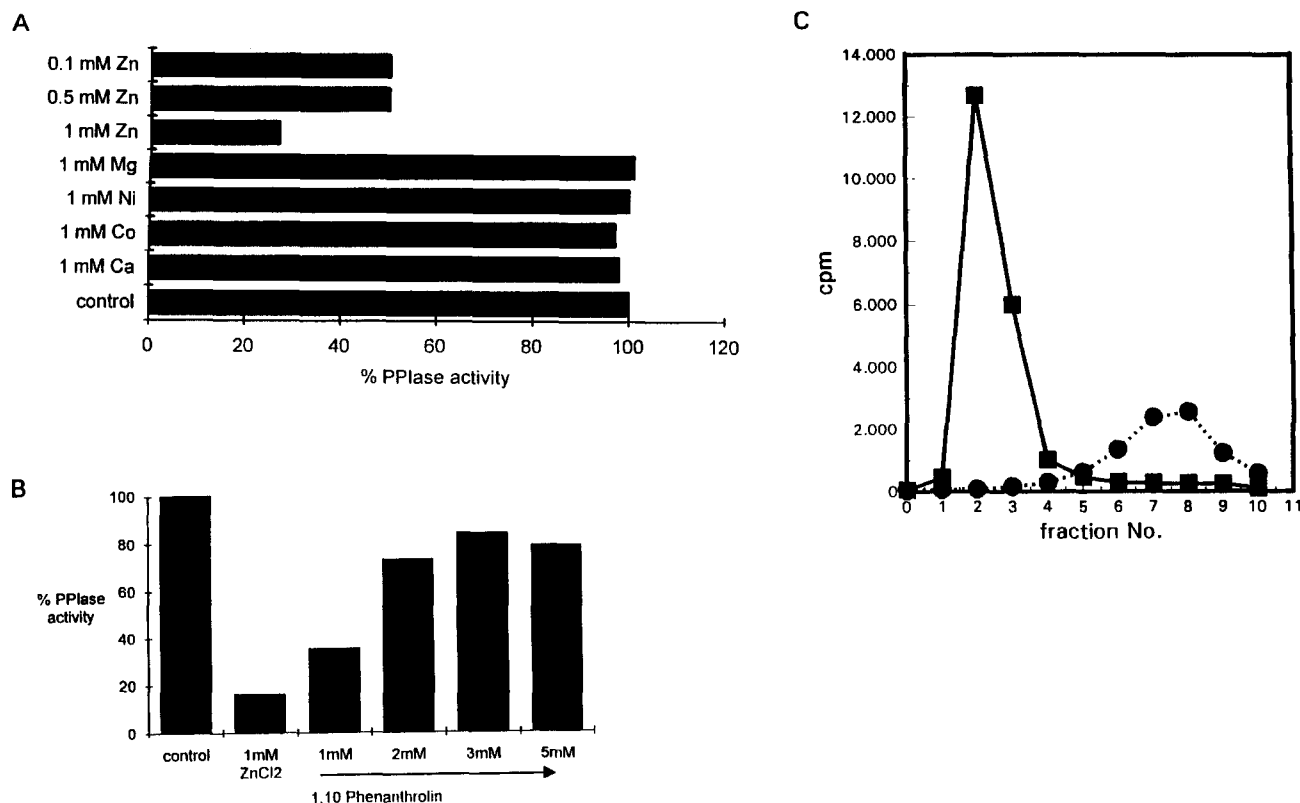 A
0.1 mM Zn
0.5 mM Zn
1 mM Zn
1 mM Mg
1 mM Ni
1 mM Co
1 mM Ca
control
0 20 40 60 80 100 120
% PPIase activity
B
100
80
60
40
20
0
% PPIase
activity
control 1mM 1mM 2mM 3mM 5mM
ZnCl2
1.10 Phenanthrolin
C
14.000
12.000
10.000
8.000
6.000
4.000
2.000
0
cpm
0 1 2 3 4 5 6 7 8 9 10 11
fraction No.